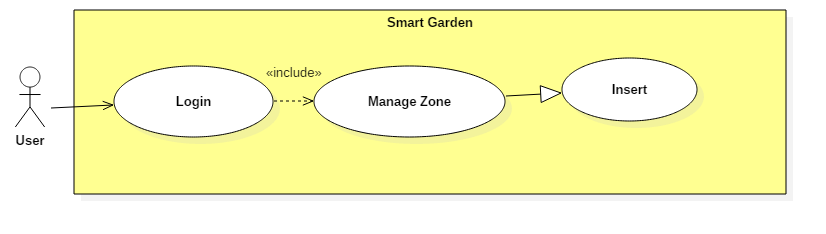 Smart Garden
«include»
Login
Manage Zone
Insert
User